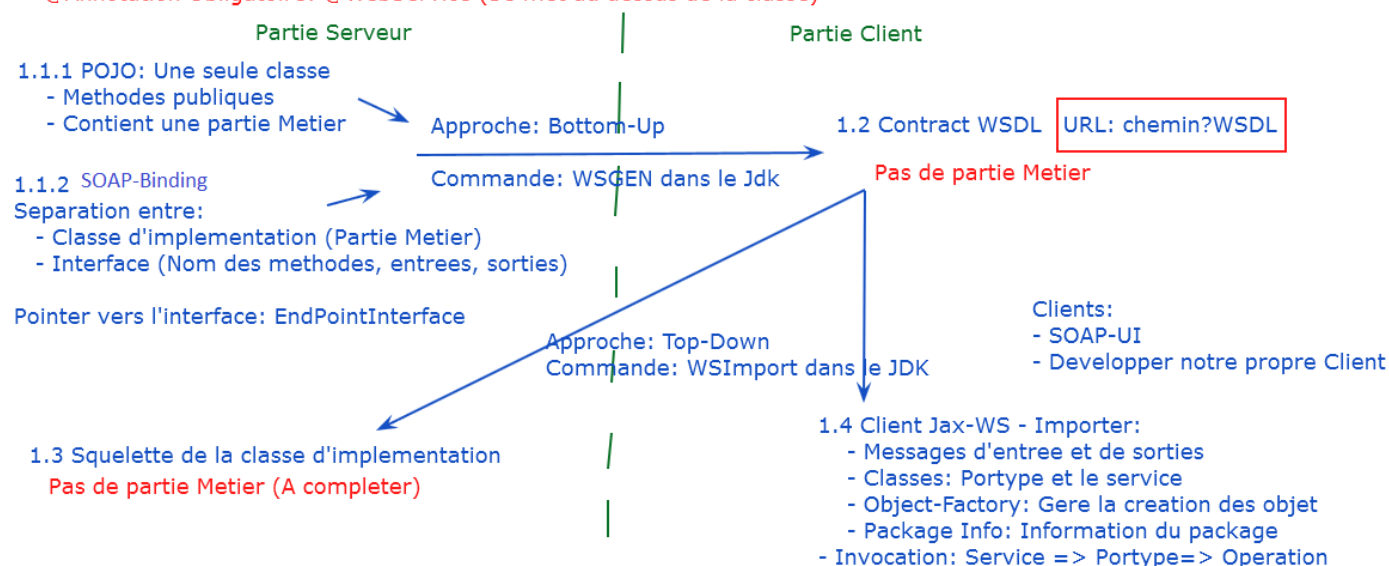 Partie Serveur
Partie Client
1.1.1 POJO: Une seule classe
- Methodes publiques
- Contient une partie Metier
Approche: Bottom-Up
Commande: WSGEN dans le Jdk
1.2 Contract WSDL
URL: chemin?WSDL
Pas de partie Metier
1.1.2 SOAP-Binding
Separation entre:
- Classe d'implementation (Partie Metier)
- Interface (Nom des methodes, entrees, sorties)
Pointer vers l'interface: EndPointInterface
Approche: Top-Down
Commande: WSImport dans le JDK
Clients:
- SOAP-UI
- Developper notre propre Client
1.3 Squelette de la classe d'implementation
Pas de partie Metier (A completer)
1.4 Client Jax-WS - Importer:
- Messages d'entree et de sorties
- Classes: Portype et le service
- Object-Factory: Gere la creation des objet
- Package Info: Information du package
- Invocation: Service => Portype=> Operation